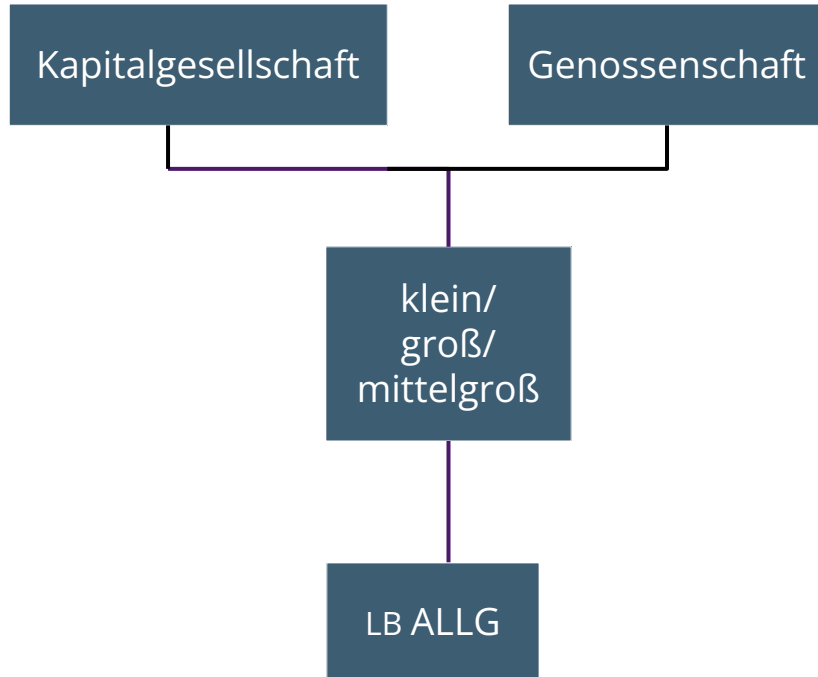 Kapitalgesellschaft
Genossenschaft
klein/
groß/
mittelgroß
LB ALLG